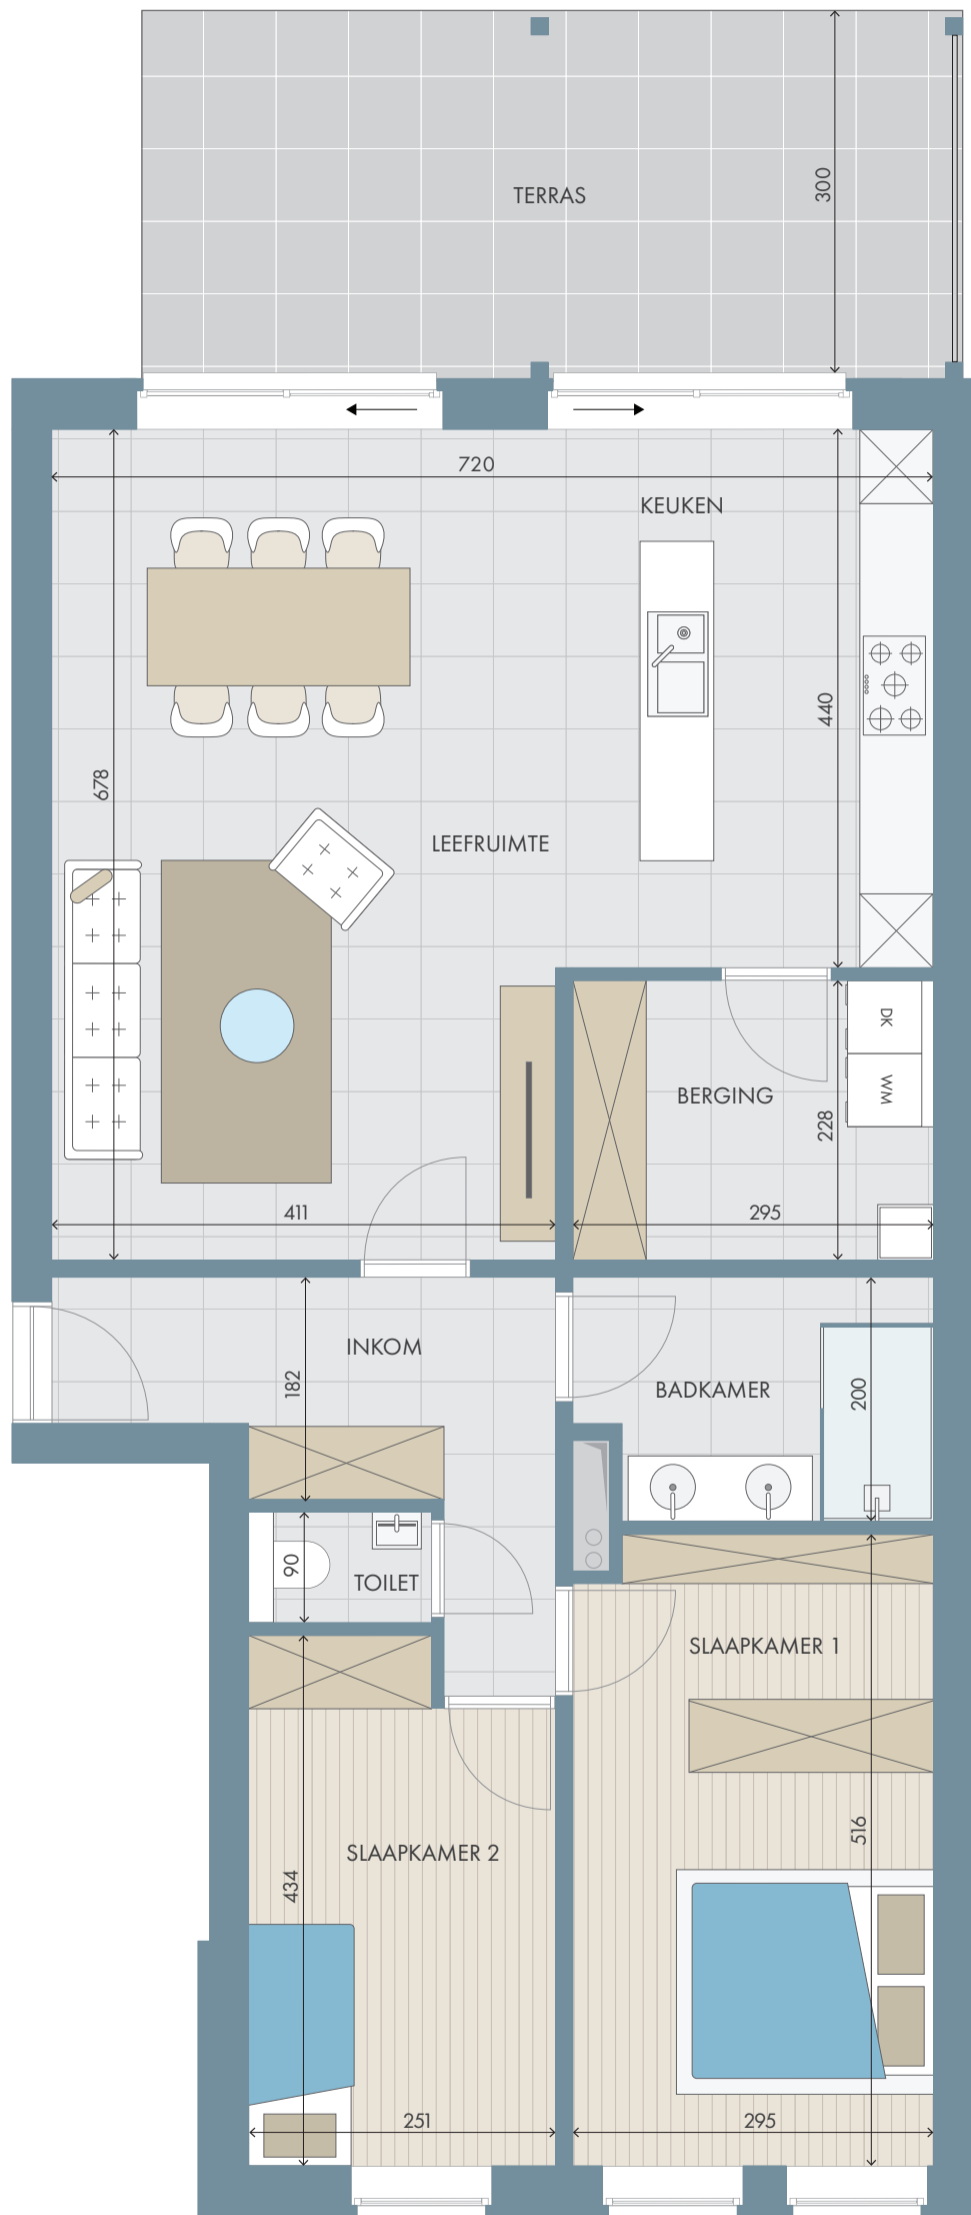 TERRAS
300
720
KEUKEN
440
678
LEEFRUIMTE
DK
WM
BERGING
228
411
295
INKOM
182
BADKAMER
200
90
TOILET
SLAAPKAMER 1
516
SLAAPKAMER 2
434
251
295